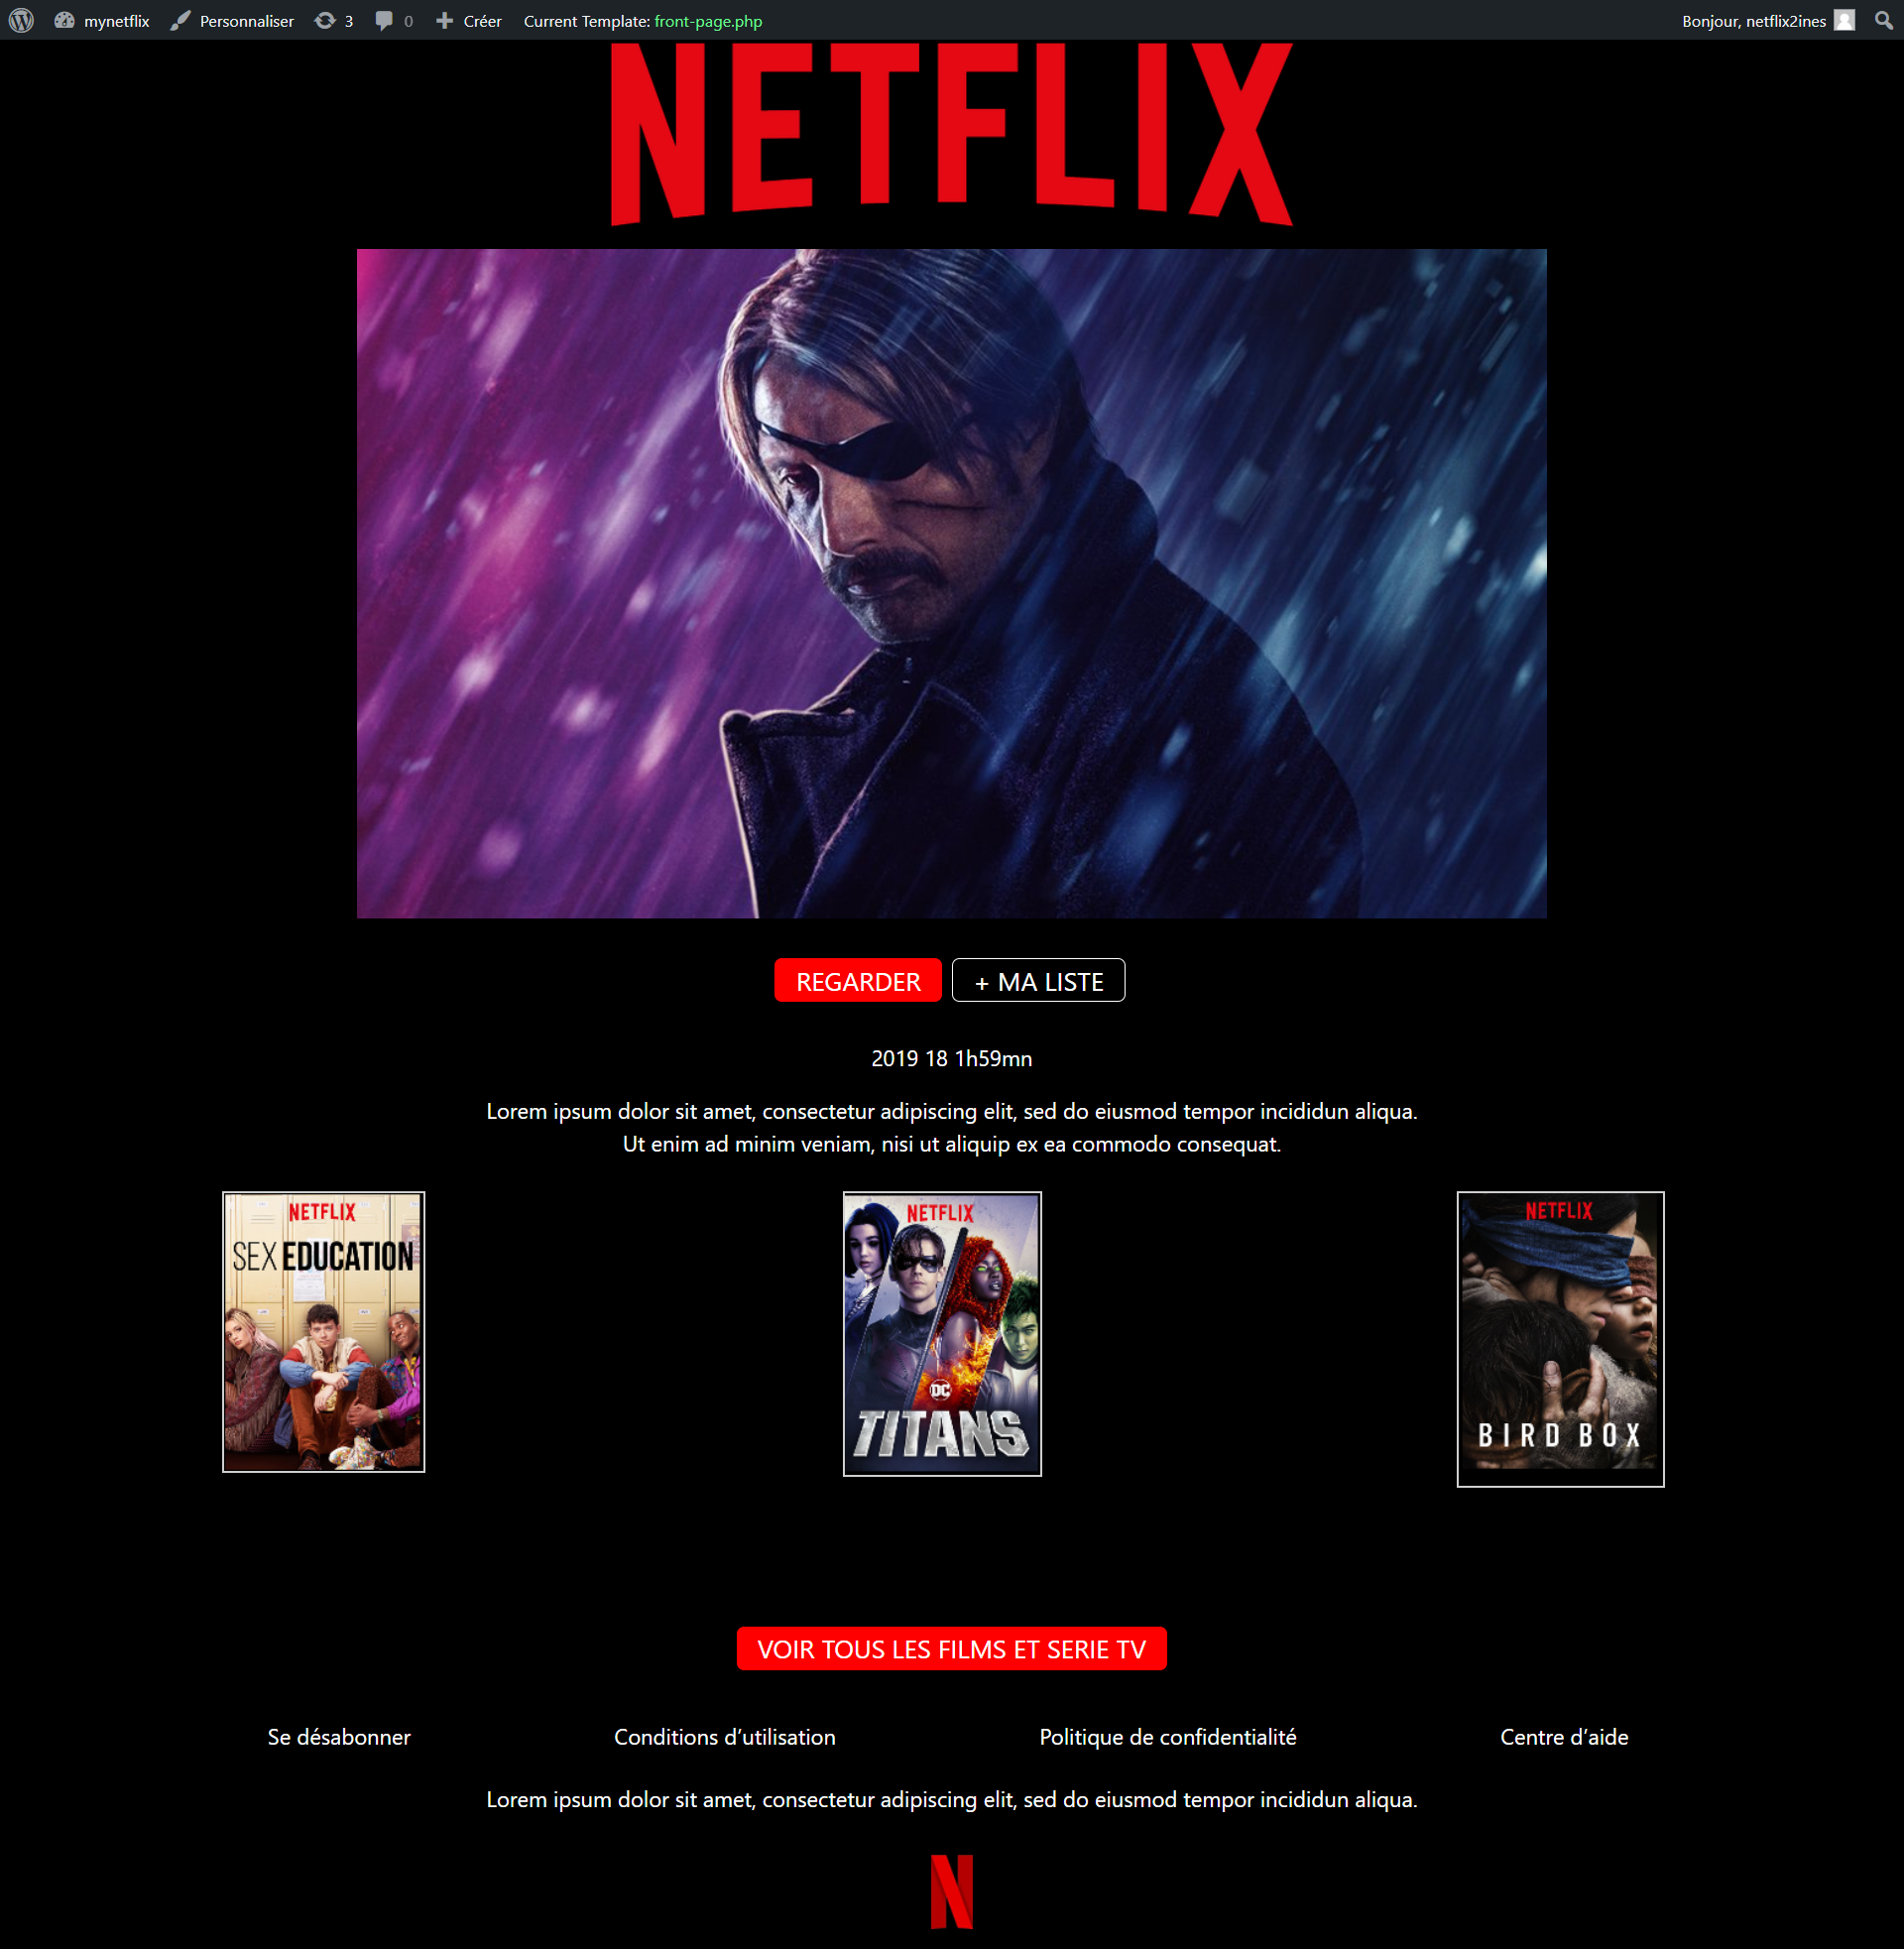 mynetflix Personnaliser 3 0 Créer Current Template: front-page.php Bonjour, netflix2ines
NETFLIX
REGARDER + MA LISTE
2019 18 1h59mn
Lorem ipsum dolor sit amet, consectetur adipiscing elit, sed do eiusmod tempor incididun aliqua.
Ut enim ad minim veniam, nisi ut aliquip ex ea commodo consequat.
NETFLIX
SEX EDUCATION
NETFLIX
DC
TITANS
NETFLIX
BIRD BOX
VOIR TOUS LES FILMS ET SERIE TV
Se désabonner Conditions d’utilisation Politique de confidentialité Centre d’aide
Lorem ipsum dolor sit amet, consectetur adipiscing elit, sed do eiusmod tempor incididun aliqua.
N